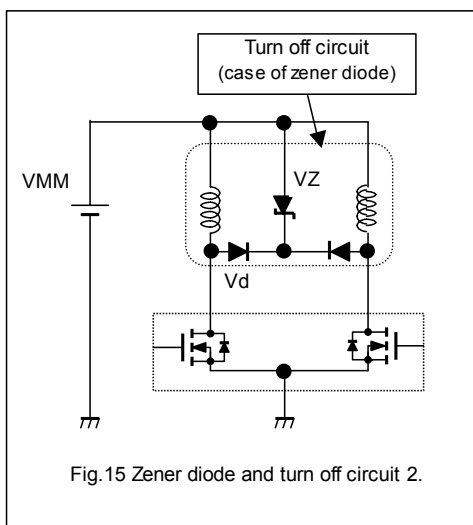 Turn off circuit
(case of zener diode)
VMM
VZ
Vd
Fig.15 Zener diode and turn off circuit 2.